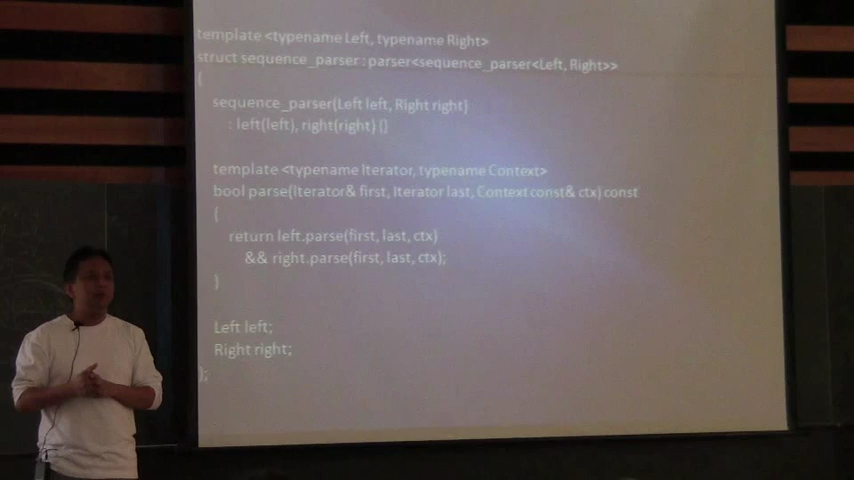 template <typename Left, typename Right>
struct sequence_parser : parser<sequence_parser<Left, Right>>
{
sequence_parser(Left left, Right right)
: left(left), right(right) {}
template <typename Iterator, typename Context>
bool parse(Iterator& first, Iterator last, Context const& ctx) const
{
return left.parse(first, last, ctx)
&& right.parse(first, last, ctx);
}
Left left;
Right right;
};